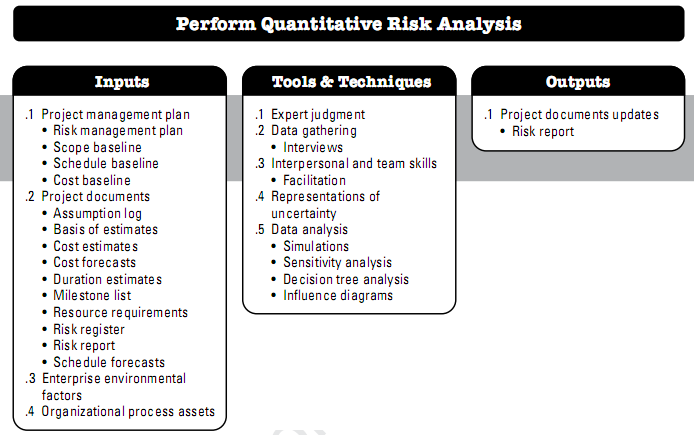 Perform Quantitative Risk Analysis
Inputs
.1 Project management plan
• Risk management plan
• Scope baseline
• Schedule baseline
• Cost baseline
.2 Project documents
• Assumption log
• Basis of estimates
• Cost estimates
• Cost forecasts
• Duration estimates
• Milestone list
• Resource requirements
• Risk register
• Risk report
• Schedule forecasts
.3 Enterprise environmental
factors
.4 Organizational process assets
Tools & Techniques
.1 Expert judgment
.2 Data gathering
• Interviews
.3 Interpersonal and team skills
• Facilitation
.4 Representations of
uncertainty
.5 Data analysis
• Simulations
• Sensitivity analysis
• Decision tree analysis
• Influence diagrams
Outputs
.1 Project documents updates
• Risk report